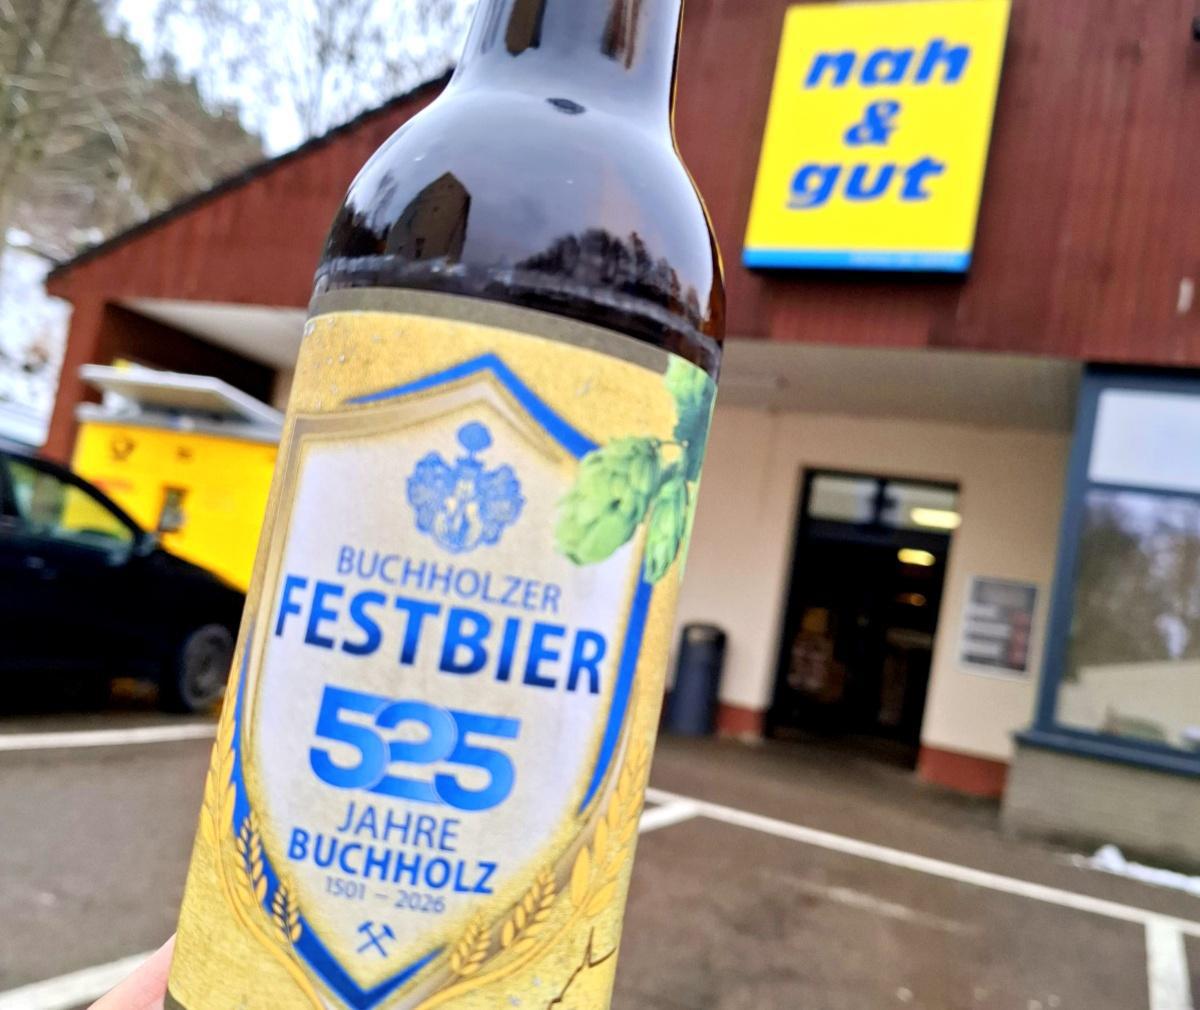 nah
&
gut
BUCHHOLZER
FESTBIER
525
JAHRE
BUCHHOLZ
1501 – 2026